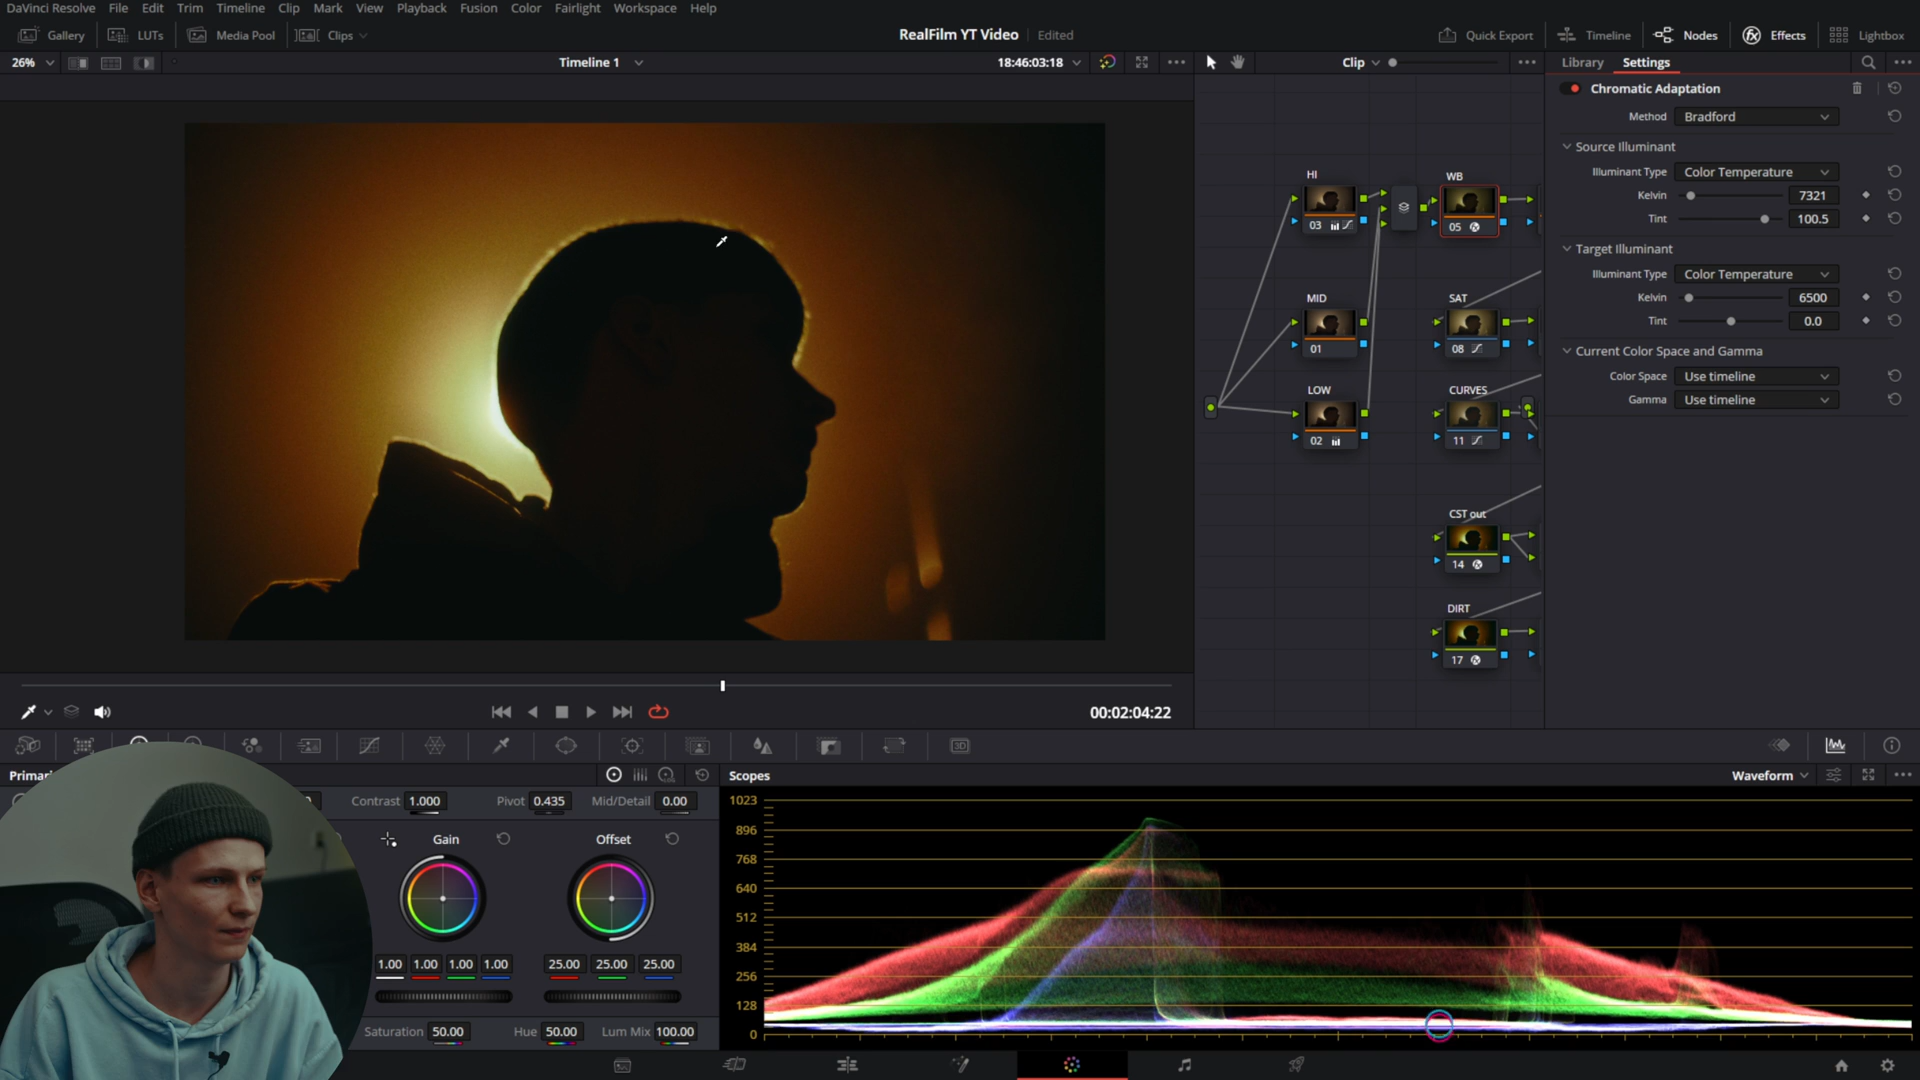 DaVinci Resolve File Edit Trim Timeline Clip Mark View Playback Fusion Color Fairlight Workspace Help
Gallery LUTs Media Pool Clips RealFilm YT Video Edited Quick Export Timeline Nodes Effects Lightbox
26% Timeline 1 18:46:03:18 Clip Library Settings
Chromatic Adaptation
Method Bradford
Source Illuminant
Illuminant Type Color Temperature
Kelvin 7321
Tint 100.5
Target Illuminant
Illuminant Type Color Temperature
Kelvin 6500
Tint 0.0
Current Color Space and Gamma
Color Space Use timeline
Gamma Use timeline
HI WB
03 05
MID SAT
01 08
LOW CURVES
02 11
CST out
14
DIRT
17
00:02:04:22
3D
Scopes Waveform
Contrast 1.000 Pivot 0.435 Mid/Detail 0.00
Gain Offset
1.00 1.00 1.00 1.00 25.00 25.00 25.00
Saturation 50.00 Hue 50.00 Lum Mix 100.00
1023
896
768
640
512
384
256
128
0